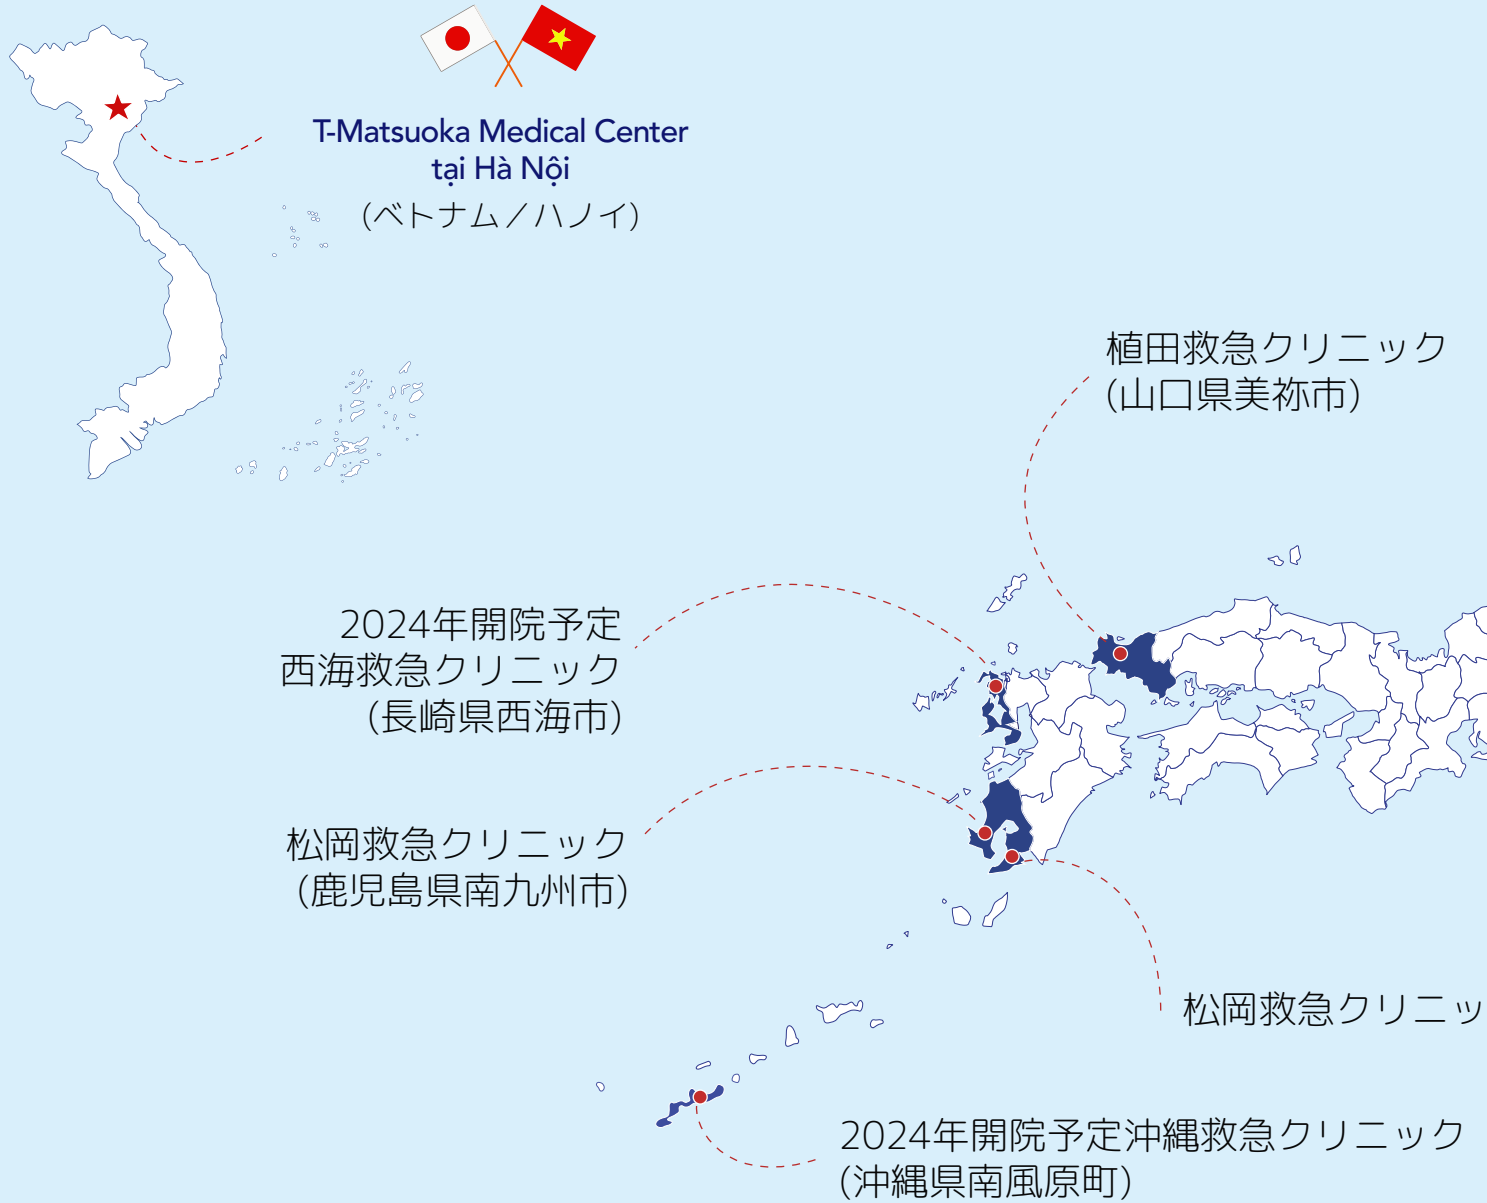 T-Matsuoka Medical Center
tại Hà Nội
(ベトナム／ハノイ)
植田救急クリニック
(山口県美祢市)
2024年開院予定
西海救急クリニック
(長崎県西海市)
松岡救急クリニック
(鹿児島県南九州市)
松岡救急クリニッ
2024年開院予定沖縄救急クリニック
(沖縄県南風原町)